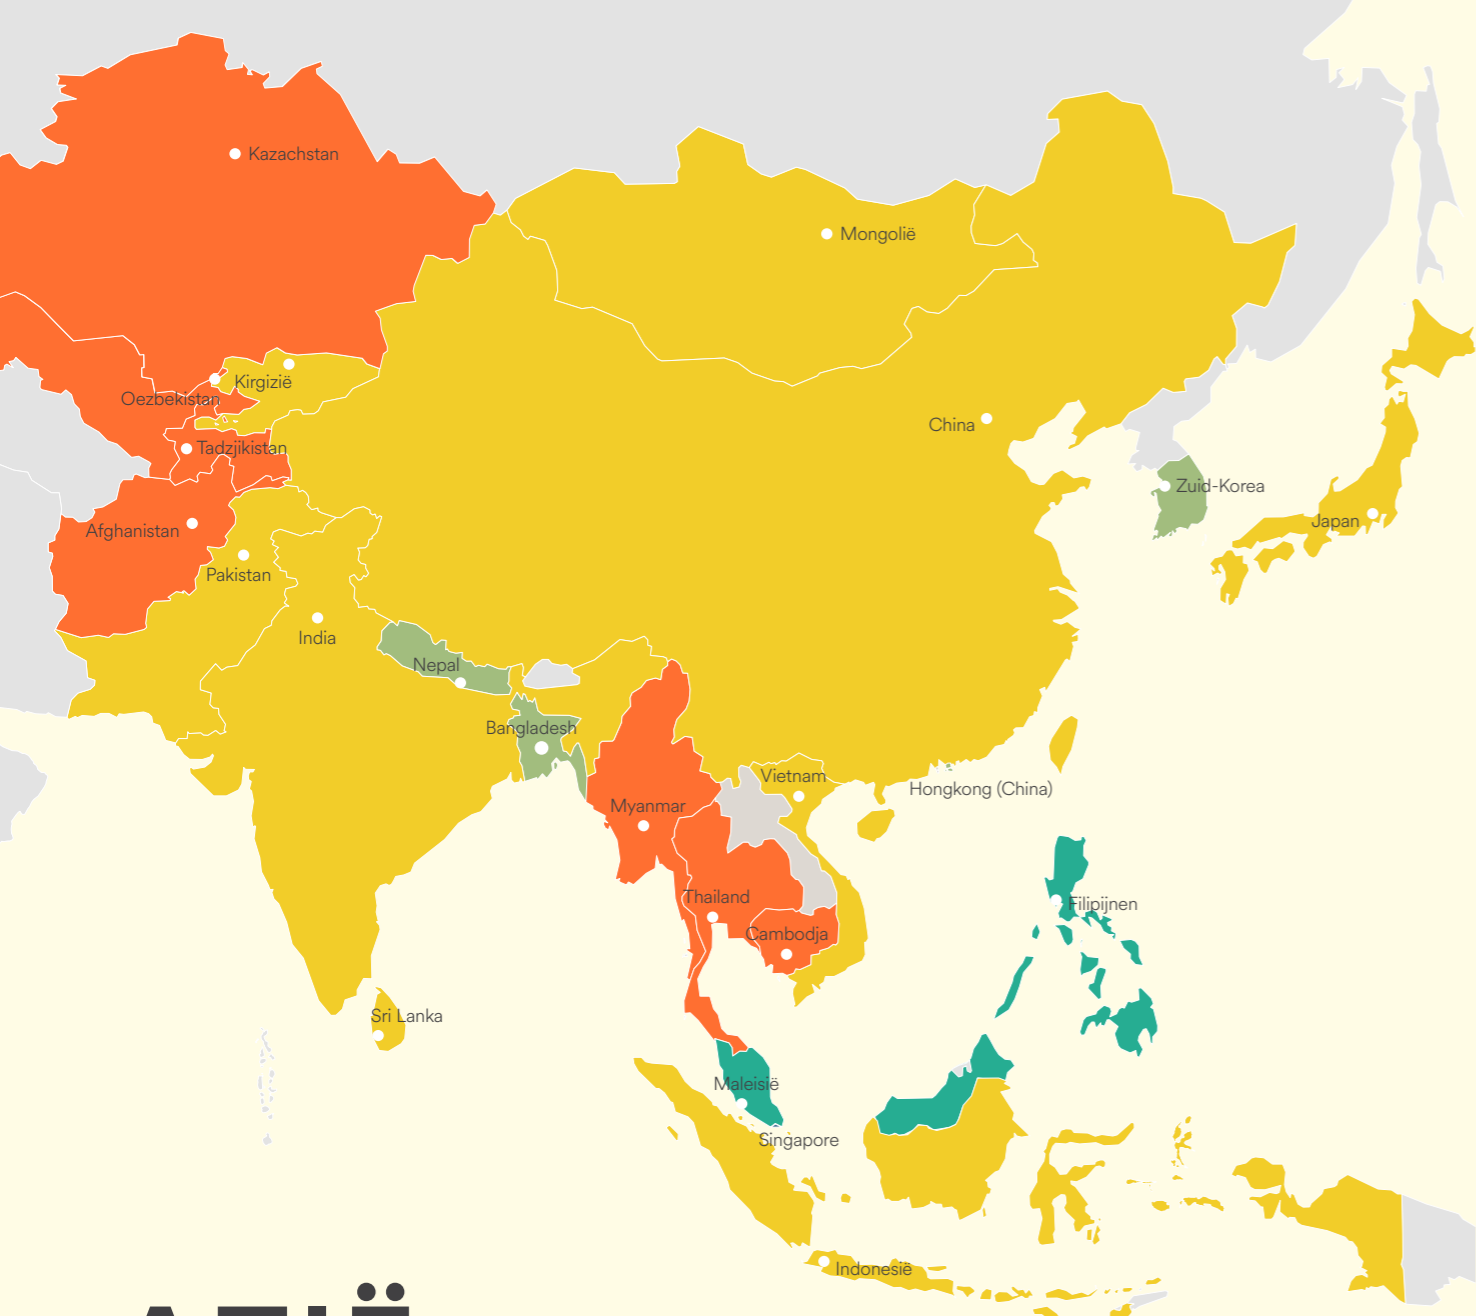 Kazachstan
Mongolië
Kirgizië
Oezbekistan
China
Tadzjikistan
Zuid-Korea
Japan
Afghanistan
Pakistan
India
Nepal
Bangladesh
Vietnam
Hongkong (China)
Myanmar
Thailand
Filipijnen
Cambodja
Sri Lanka
Maleisië
Singapore
Indonesië
AZIË